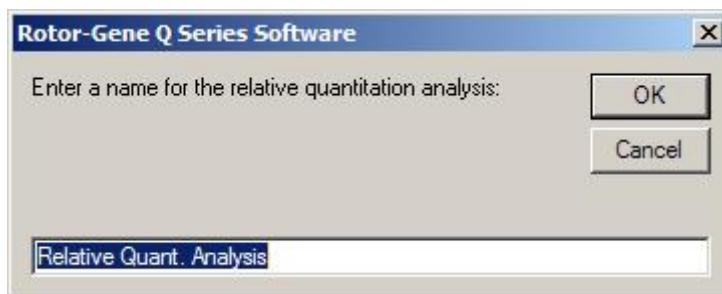 Rotor-Gene Q Series Software
Enter a name for the relative quantitation analysis:
OK
Cancel
Relative Quant. Analysis